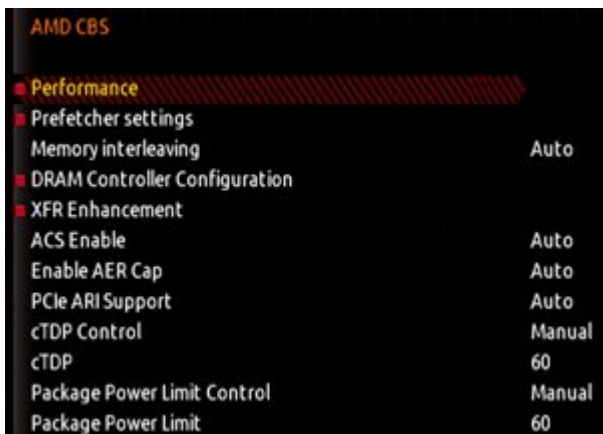 AMD CBS
Performance
Prefetcher settings
Memory interleaving Auto
DRAM Controller Configuration
XFR Enhancement
ACS Enable Auto
Enable AER Cap Auto
PCIe ARI Support Auto
cTDP Control Manual
cTDP 60
Package Power Limit Control Manual
Package Power Limit 60